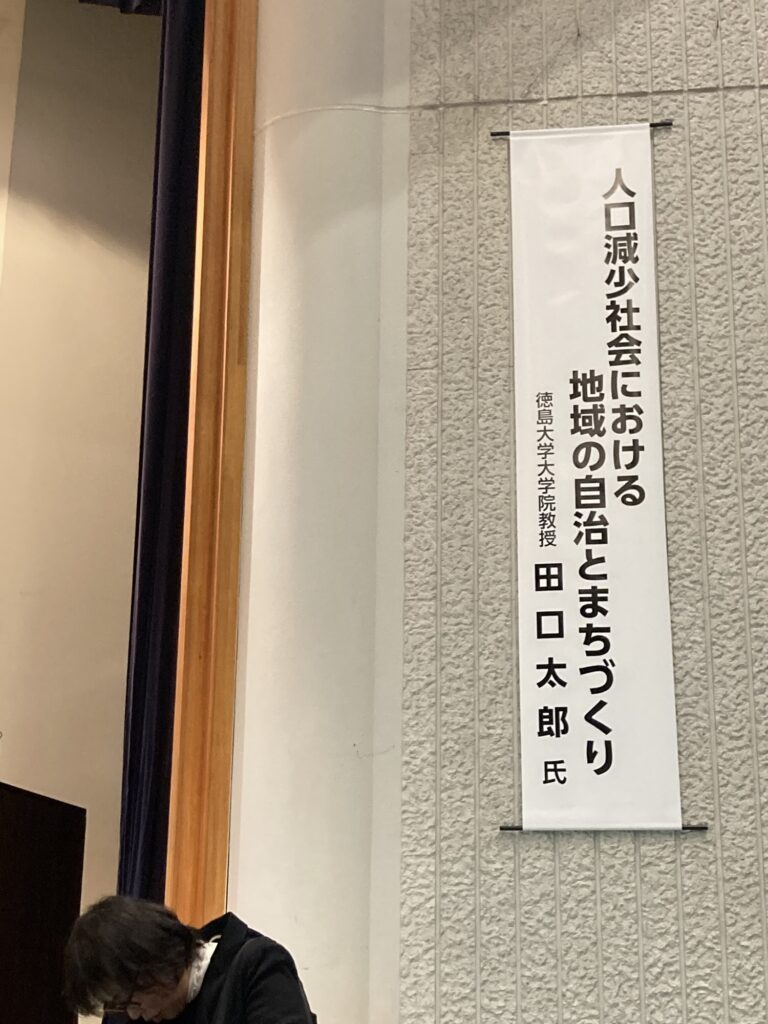 人口減少社会における
地域の自治とまちづくり
徳島大学大学院教授 田口太郎 氏